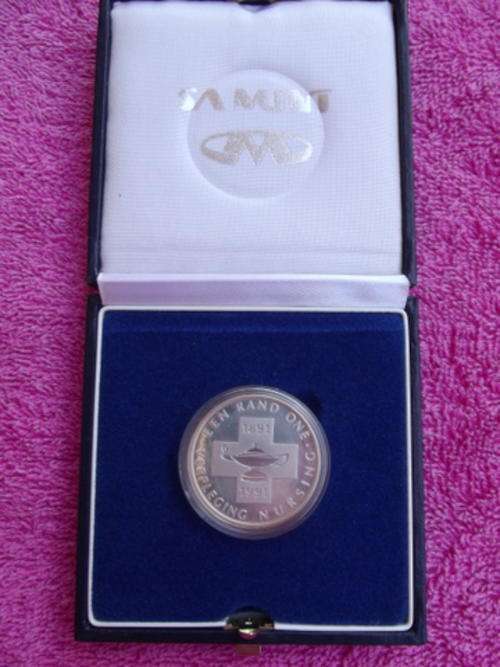 SA MINT
EEN RAND ONE
1891
1991
VERPLEGING NURSING